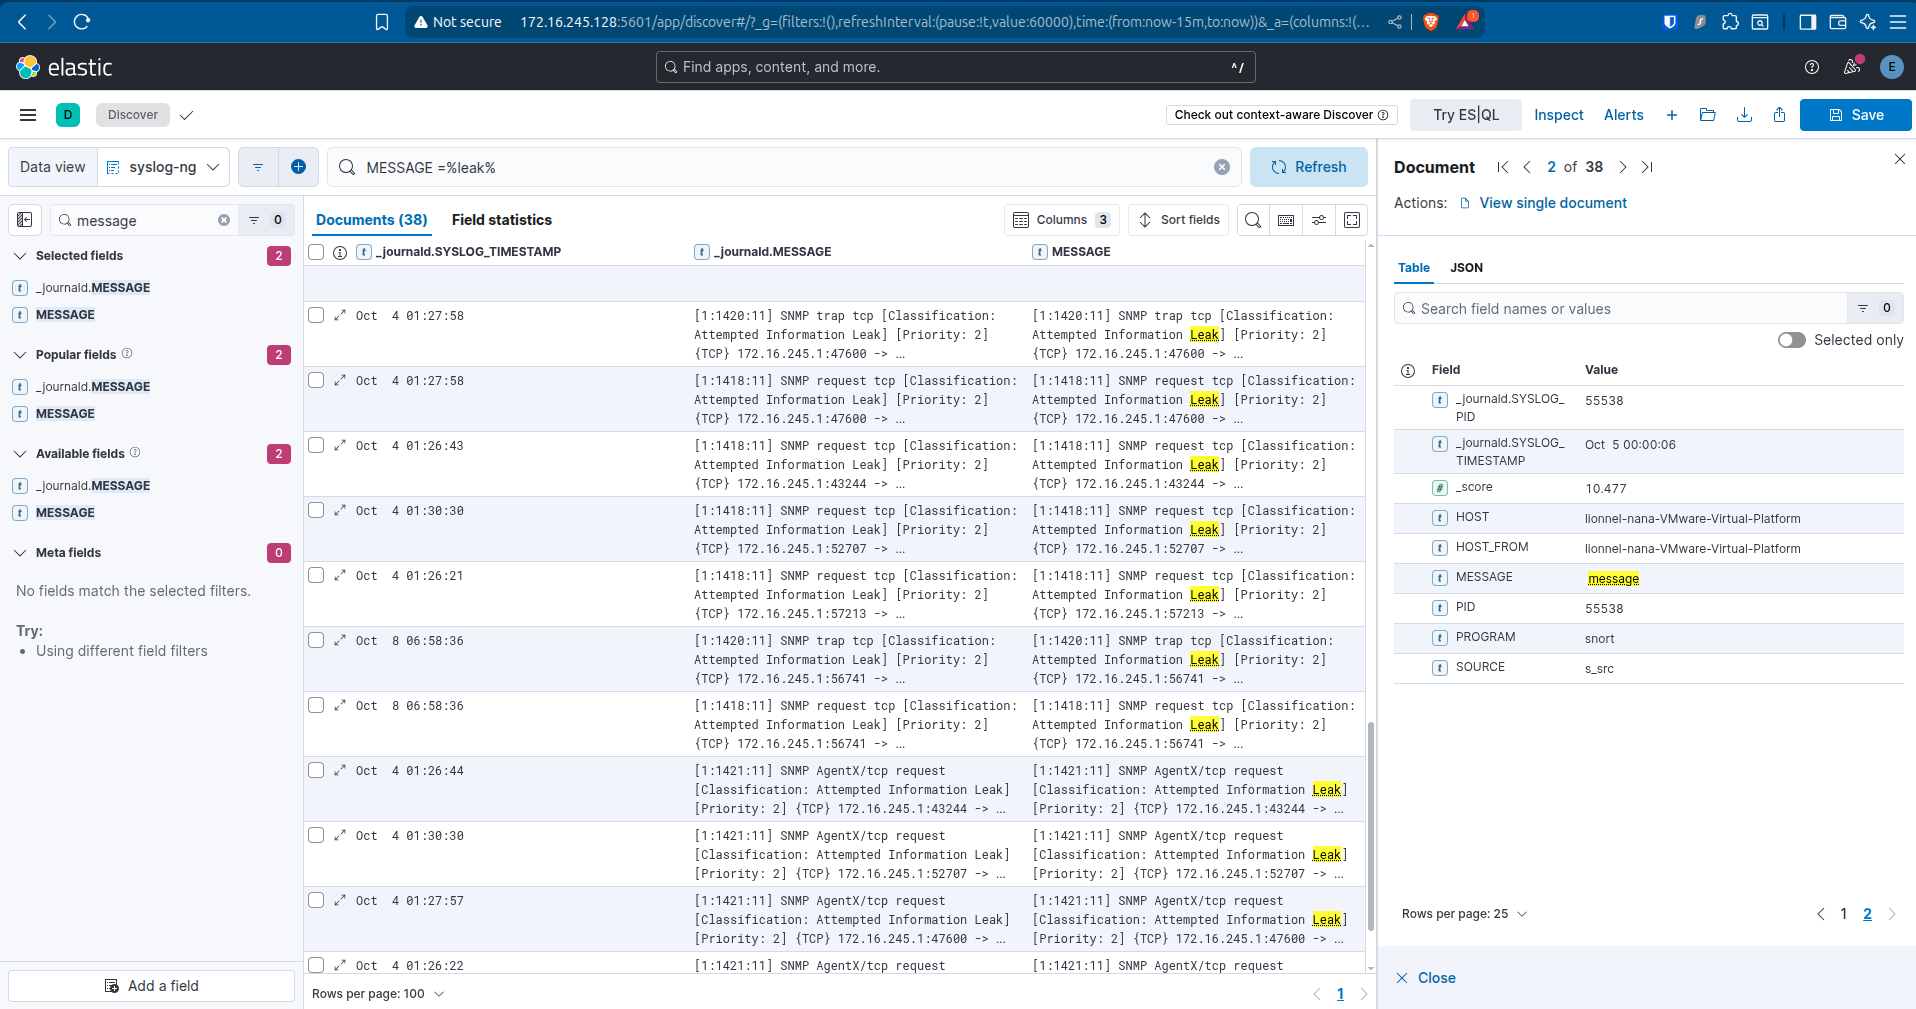 Not secure 172.16.245.128:5601/app/discover#/?_g=(filters:!(),refreshInterval:(pause:!t,value:60000),time:(from:now-15m,to:now))&_a=(columns:!(...
1
elastic
Find apps, content, and more.
^/
E
D
Discover
Check out context-aware Discover
Try ES|QL
Inspect
Alerts
Save
Data view
syslog-ng
MESSAGE =%leak%
Refresh
message
0
Selected fields
2
_journald.MESSAGE
MESSAGE
Popular fields
2
_journald.MESSAGE
MESSAGE
Available fields
2
_journald.MESSAGE
MESSAGE
Meta fields
0
No fields match the selected filters.
Try:
• Using different field filters
Add a field
Documents (38)
Field statistics
Columns 3
Sort fields
_journald.SYSLOG_TIMESTAMP
_journald.MESSAGE
MESSAGE
Oct  4 01:27:58
[1:1420:11] SNMP trap tcp [Classification:
Attempted Information Leak] [Priority: 2]
{TCP} 172.16.245.1:47600 -> ...
[1:1420:11] SNMP trap tcp [Classification:
Attempted Information Leak] [Priority: 2]
{TCP} 172.16.245.1:47600 -> ...
Oct  4 01:27:58
[1:1418:11] SNMP request tcp [Classification:
Attempted Information Leak] [Priority: 2]
{TCP} 172.16.245.1:47600 -> ...
[1:1418:11] SNMP request tcp [Classification:
Attempted Information Leak] [Priority: 2]
{TCP} 172.16.245.1:47600 -> ...
Oct  4 01:26:43
[1:1418:11] SNMP request tcp [Classification:
Attempted Information Leak] [Priority: 2]
{TCP} 172.16.245.1:43244 -> ...
[1:1418:11] SNMP request tcp [Classification:
Attempted Information Leak] [Priority: 2]
{TCP} 172.16.245.1:43244 -> ...
Oct  4 01:30:30
[1:1418:11] SNMP request tcp [Classification:
Attempted Information Leak] [Priority: 2]
{TCP} 172.16.245.1:52707 -> ...
[1:1418:11] SNMP request tcp [Classification:
Attempted Information Leak] [Priority: 2]
{TCP} 172.16.245.1:52707 -> ...
Oct  4 01:26:21
[1:1418:11] SNMP request tcp [Classification:
Attempted Information Leak] [Priority: 2]
{TCP} 172.16.245.1:57213 -> ...
[1:1418:11] SNMP request tcp [Classification:
Attempted Information Leak] [Priority: 2]
{TCP} 172.16.245.1:57213 -> ...
Oct  8 06:58:36
[1:1420:11] SNMP trap tcp [Classification:
Attempted Information Leak] [Priority: 2]
{TCP} 172.16.245.1:56741 -> ...
[1:1420:11] SNMP trap tcp [Classification:
Attempted Information Leak] [Priority: 2]
{TCP} 172.16.245.1:56741 -> ...
Oct  8 06:58:36
[1:1418:11] SNMP request tcp [Classification:
Attempted Information Leak] [Priority: 2]
{TCP} 172.16.245.1:56741 -> ...
[1:1418:11] SNMP request tcp [Classification:
Attempted Information Leak] [Priority: 2]
{TCP} 172.16.245.1:56741 -> ...
Oct  4 01:26:44
[1:1421:11] SNMP AgentX/tcp request
[Classification: Attempted Information Leak]
[Priority: 2] {TCP} 172.16.245.1:43244 -> ...
[1:1421:11] SNMP AgentX/tcp request
[Classification: Attempted Information Leak]
[Priority: 2] {TCP} 172.16.245.1:43244 -> ...
Oct  4 01:30:30
[1:1421:11] SNMP AgentX/tcp request
[Classification: Attempted Information Leak]
[Priority: 2] {TCP} 172.16.245.1:52707 -> ...
[1:1421:11] SNMP AgentX/tcp request
[Classification: Attempted Information Leak]
[Priority: 2] {TCP} 172.16.245.1:52707 -> ...
Oct  4 01:27:57
[1:1421:11] SNMP AgentX/tcp request
[Classification: Attempted Information Leak]
[Priority: 2] {TCP} 172.16.245.1:47600 -> ...
[1:1421:11] SNMP AgentX/tcp request
[Classification: Attempted Information Leak]
[Priority: 2] {TCP} 172.16.245.1:47600 -> ...
Oct  4 01:26:22
[1:1421:11] SNMP AgentX/tcp request
[1:1421:11] SNMP AgentX/tcp request
Rows per page: 100
1
Document
2 of 38
Actions: View single document
Table
JSON
Search field names or values
0
Selected only
Field
Value
_journald.SYSLOG_
PID
55538
_journald.SYSLOG_
TIMESTAMP
Oct  5 00:00:06
_score
10.477
HOST
lionnel-nana-VMware-Virtual-Platform
HOST_FROM
lionnel-nana-VMware-Virtual-Platform
MESSAGE
message
PID
55538
PROGRAM
snort
SOURCE
s_src
Rows per page: 25
1 2
Close